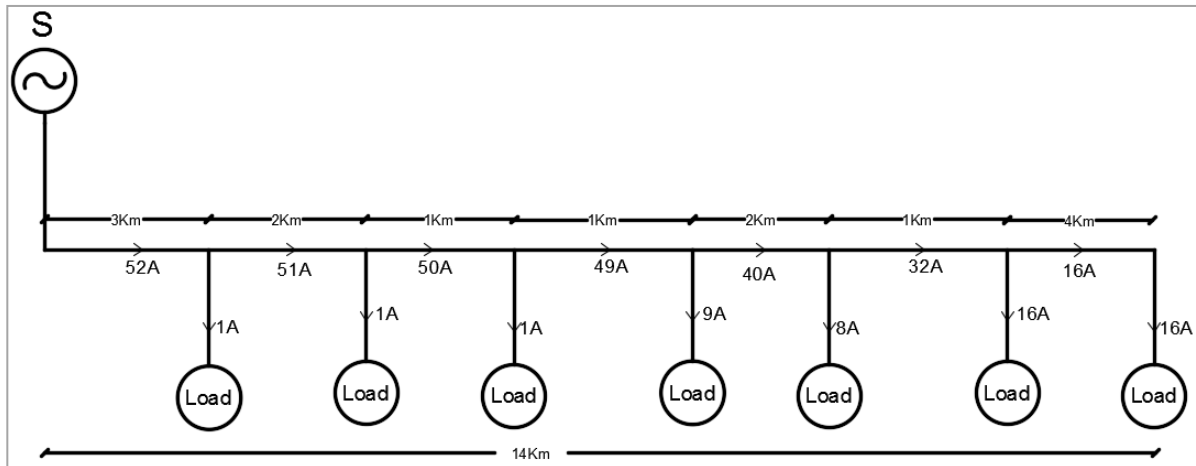 S
3Km 2Km 1Km 1Km 2Km 1Km 4Km
52A 51A 50A 49A 40A 32A 16A
1A 1A 1A 9A 8A 16A 16A
Load Load Load Load Load Load Load
14Km